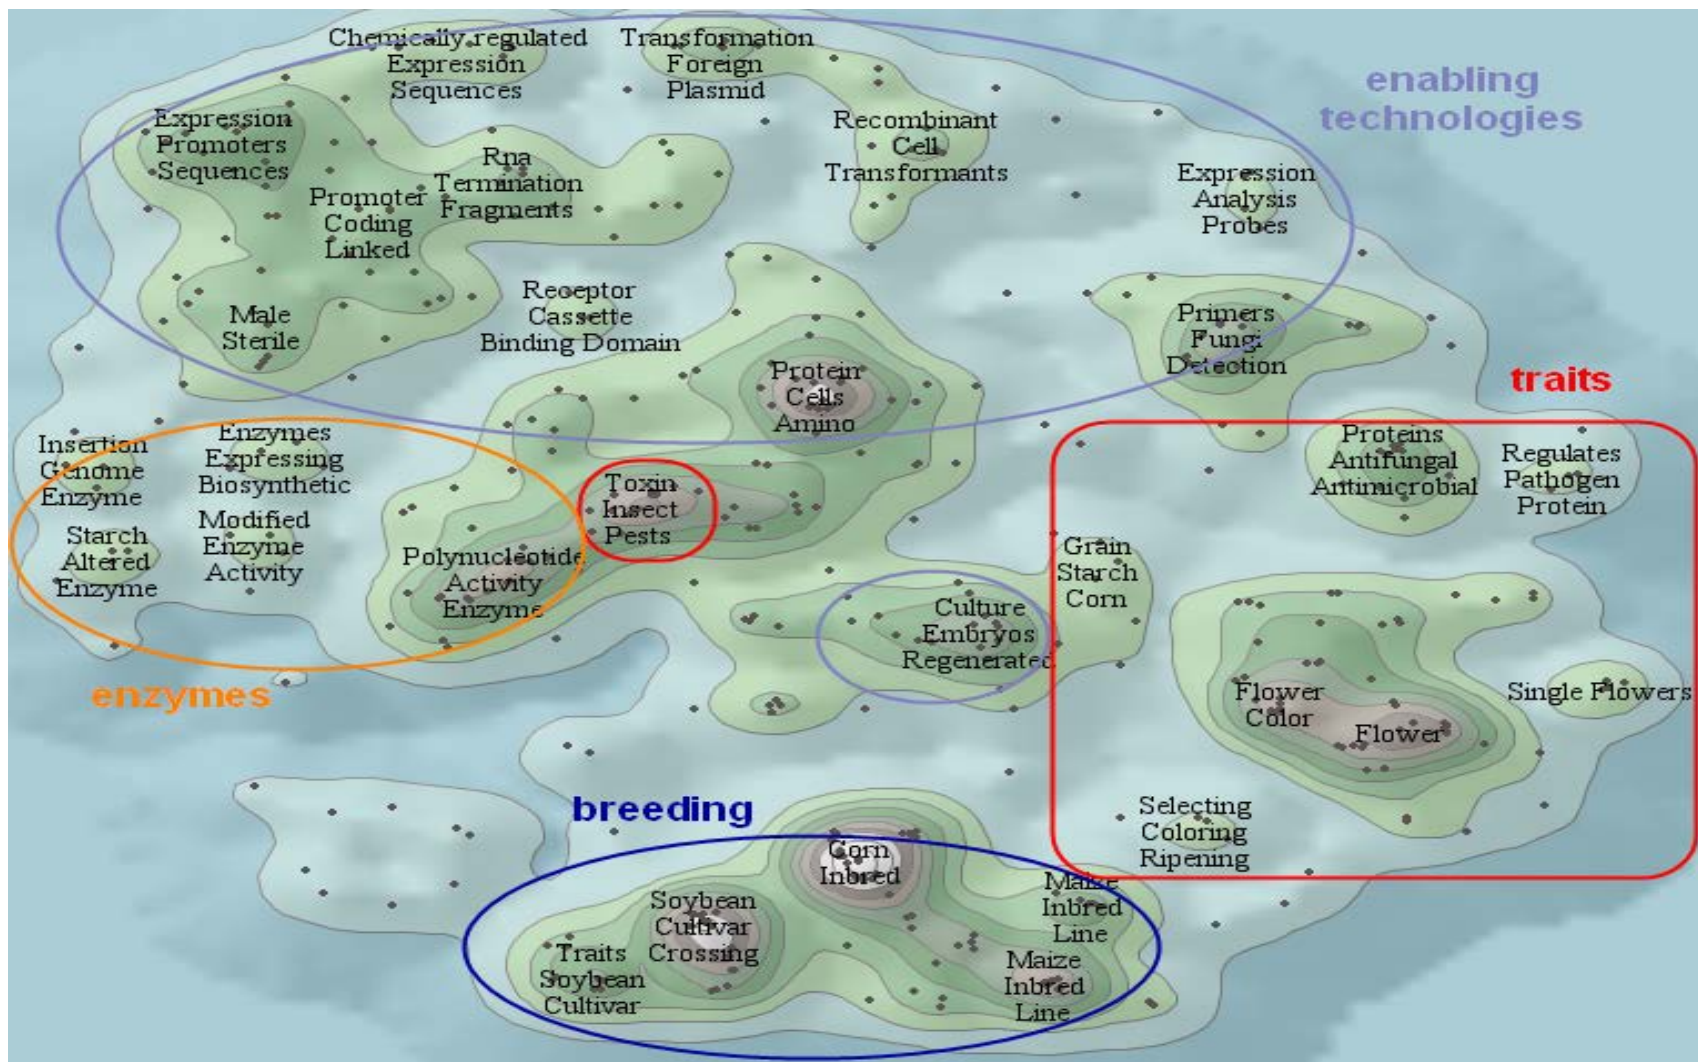 Chemically regulated
Expression
Sequences
Transformation
Foreign
Plasmid
enabling
technologies
Expression
Promoters
Sequences
Recombinant
Cell
Transformants
Rna
Termination
Fragments
Promoter
Coding
Linked
Expression
Analysis
Probes
Receptor
Cassette
Binding Domain
Male
Sterile
Primers
Fungi
Detection
Protein
Cells
Amino
traits
Insertion
Genome
Enzyme
Enzymes
Expressing
Biosynthetic
Proteins
Antifungal
Antimicrobial
Regulates
Pathogen
Protein
Toxin
Insect
Pests
Starch
Altered
Enzyme
Modified
Enzyme
Activity
Polynucleotide
Activity
Enzyme
Grain
Starch
Corn
Culture
Embryos
Regenerated
enzymes
Flower
Color
Flower
Single Flowers
breeding
Selecting
Coloring
Ripening
Corn
Inbred
Maize
Inbred
Line
Soybean
Cultivar
Crossing
Traits
Soybean
Cultivar
Maize
Inbred
Line